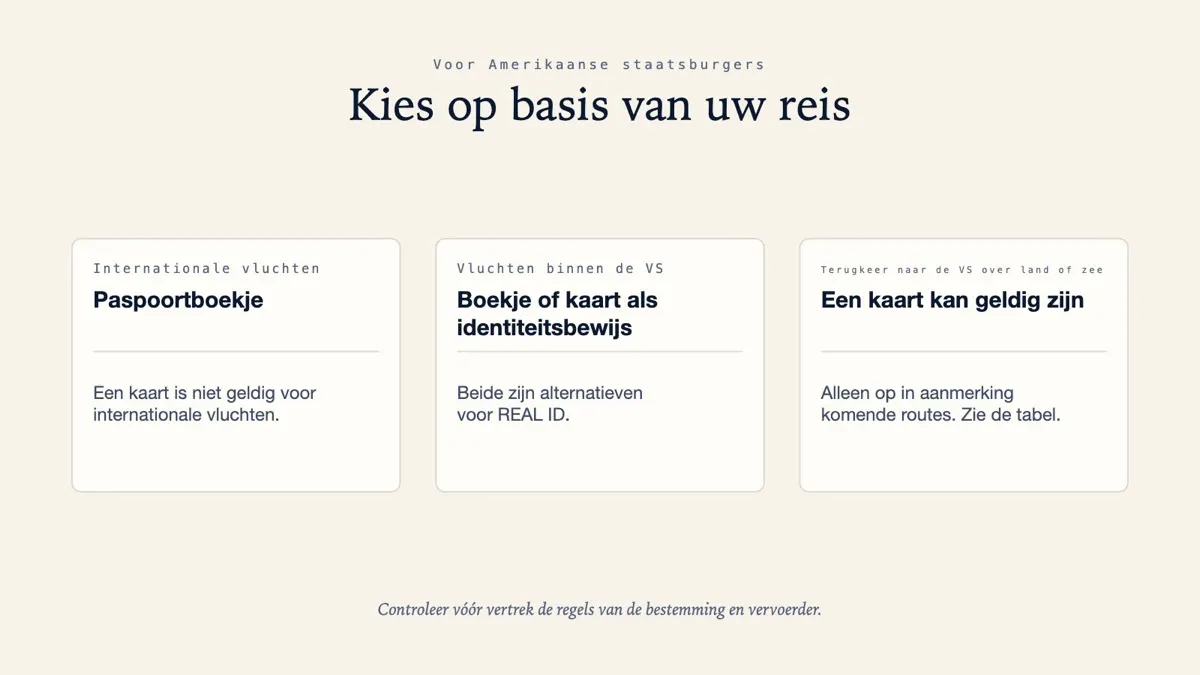 Voor Amerikaanse staatsburgers
Kies op basis van uw reis
Internationale vluchten
Paspoortboekje
Een kaart is niet geldig voor
internationale vluchten.
Vluchten binnen de VS
Boekje of kaart als
identiteitsbewijs
Beide zijn alternatieven
voor REAL ID.
Terugkeer naar de VS over land of zee
Een kaart kan geldig zijn
Alleen op in aanmerking
komende routes. Zie de tabel.
Controleer vóór vertrek de regels van de bestemming en vervoerder.